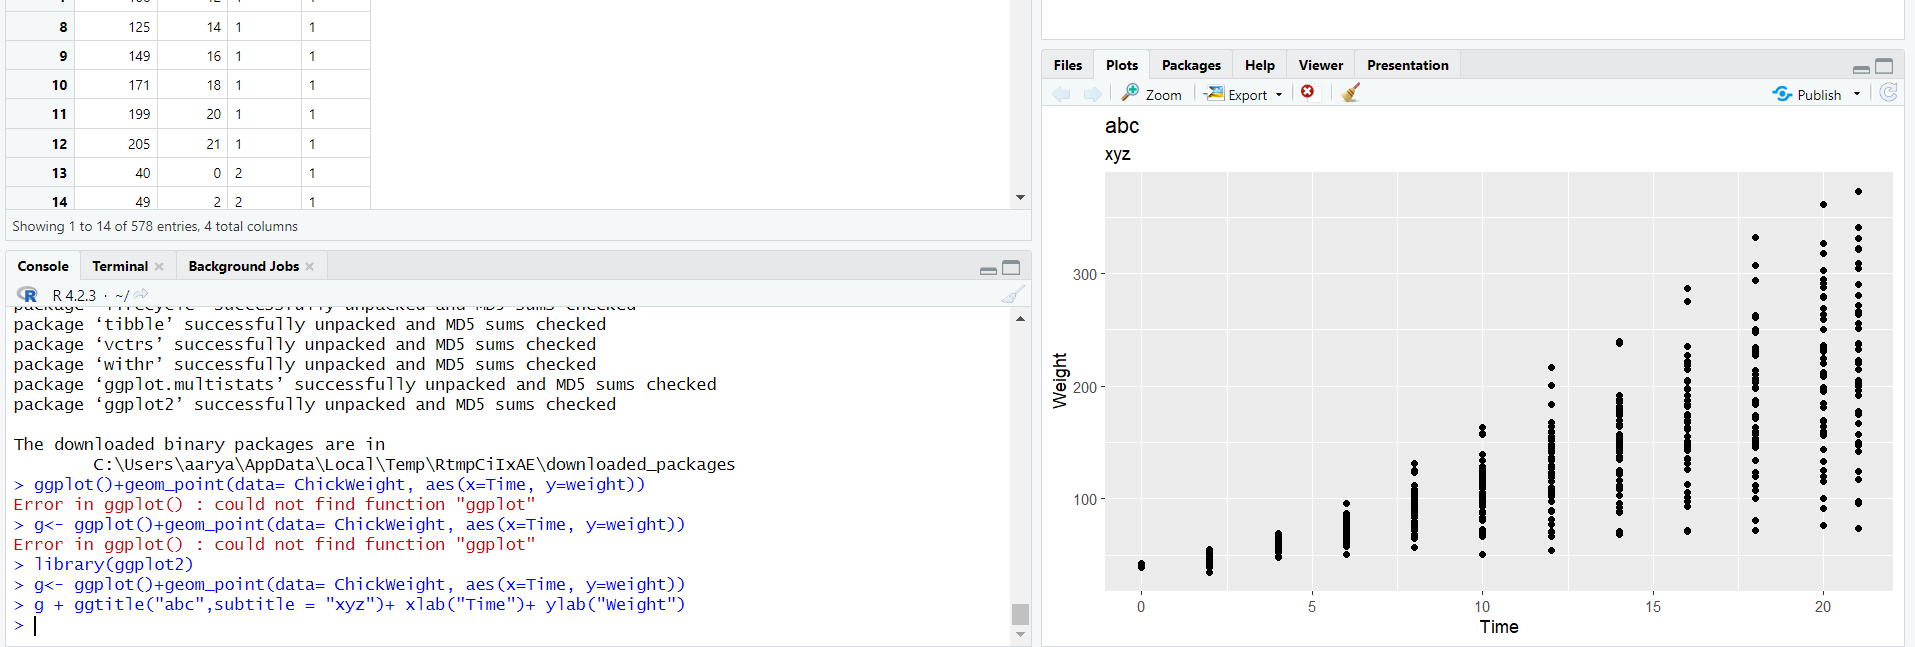 8 125 14 1 1
9 149 16 1 1
10 171 18 1 1
11 199 20 1 1
12 205 21 1 1
13 40 0 2 1
14 49 2 2 1
Showing 1 to 14 of 578 entries, 4 total columns
Console Terminal Background Jobs
R R 4.2.3 · ~/
package ‘lifecycle’ successfully unpacked and MD5 sums checked
package ‘tibble’ successfully unpacked and MD5 sums checked
package ‘vctrs’ successfully unpacked and MD5 sums checked
package ‘withr’ successfully unpacked and MD5 sums checked
package ‘ggplot.multistats’ successfully unpacked and MD5 sums checked
package ‘ggplot2’ successfully unpacked and MD5 sums checked
The downloaded binary packages are in
C:\Users\aarya\AppData\Local\Temp\RtmpCiIxAE\downloaded_packages
> ggplot()+geom_point(data= ChickWeight, aes(x=Time, y=weight))
Error in ggplot() : could not find function "ggplot"
> g<- ggplot()+geom_point(data= ChickWeight, aes(x=Time, y=weight))
Error in ggplot() : could not find function "ggplot"
> library(ggplot2)
> g<- ggplot()+geom_point(data= ChickWeight, aes(x=Time, y=weight))
> g + ggtitle("abc",subtitle = "xyz")+ xlab("Time")+ ylab("Weight")
>
Files Plots Packages Help Viewer Presentation
Zoom Export Publish
abc
xyz
Weight
300
200
100
0 5 10 15 20
Time